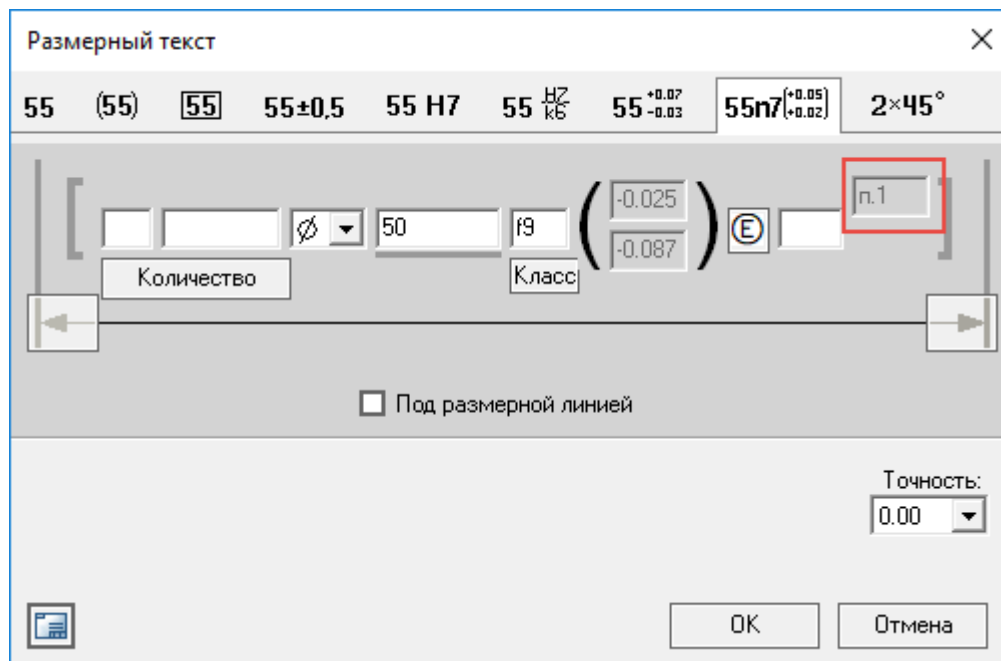 Размерный текст
55 (55) 55 55±0,5 55 H7 55 H7/k6 55 +0.07 -0.03 55n7(+0.05 +0.02) 2×45°
n.1
-0.025
Ø 50 f9 ( ) E
-0.087
Количество Класс
Под размерной линией
Точность:
0.00
OK Отмена